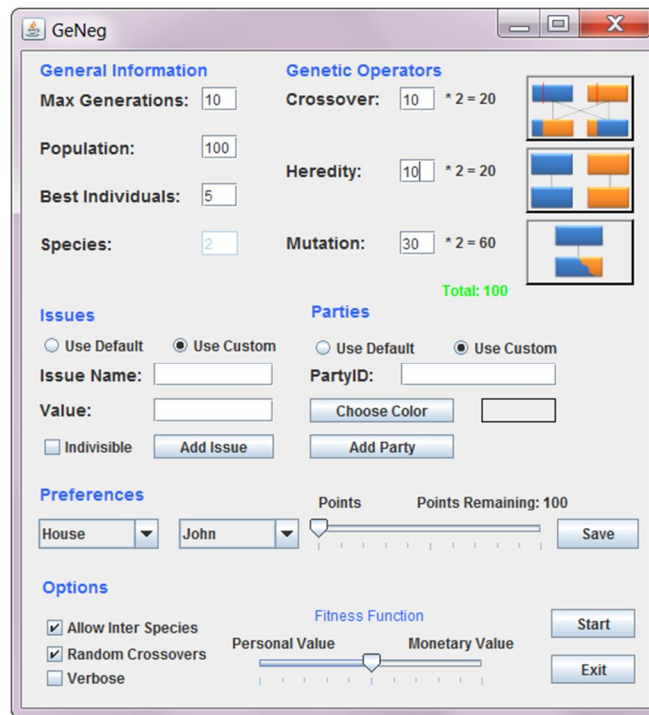 GeNeg
General Information
Genetic Operators
Max Generations: 10
Crossover: 10 * 2 = 20
Population: 100
Heredity: 10 * 2 = 20
Best Individuals: 5
Species: 2
Mutation: 30 * 2 = 60
Total: 100
Issues
Parties
Use Default Use Custom
Use Default Use Custom
Issue Name:
PartyID:
Value:
Choose Color
Indivisible Add Issue
Add Party
Preferences
Points Points Remaining: 100
House John Save
Options
Fitness Function
Allow Inter Species
Personal Value Monetary Value
Start
Random Crossovers
Verbose
Exit